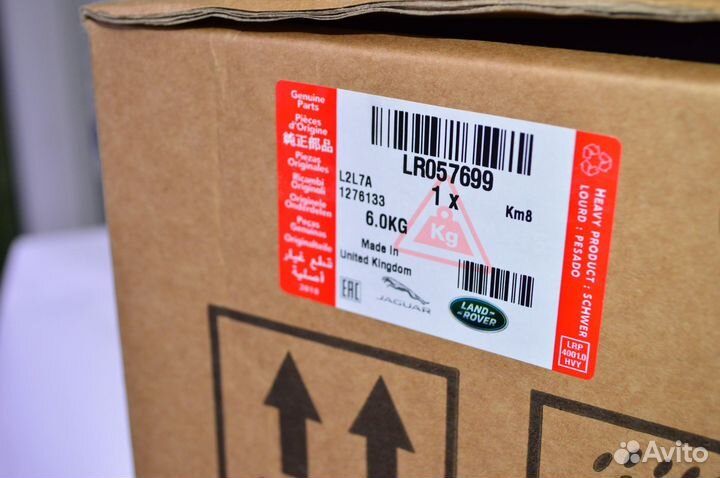 Genuine
Parts
Pièces
d'Origine
純正部品
Piezas
Originales
Ricambi
Originali
Originele
Onderdelen
Peças
Genuínas
Originalteile
قطع غيار
أصلية
2010
LR057699
L2L7A
1 x
1276133
Km8
6.0KG
Kg
Made in
United Kingdom
EAC
JAGUAR
LAND-
ROVER
HEAVY PRODUCT : SCHWER
LOURD : PESADO
LRP
4001.0
HVY
Avito